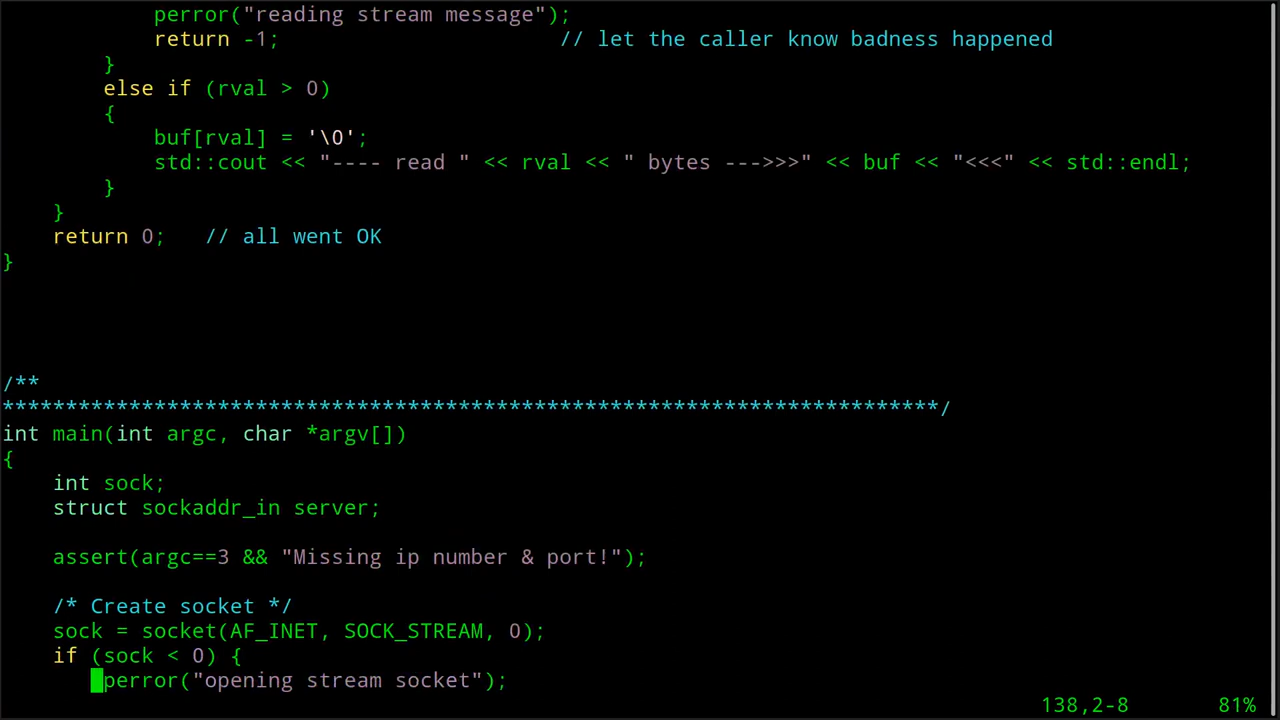 perror("reading stream message");
return -1; // let the caller know badness happened
}
else if (rval > 0)
{
buf[rval] = '\0';
std::cout << "---- read " << rval << " bytes --->>>" << buf << "<<<" << std::endl;
}
}
return 0; // all went OK
}
/**
**************************************************************************/
int main(int argc, char *argv[])
{
int sock;
struct sockaddr_in server;
assert(argc==3 && "Missing ip number & port!");
/* Create socket */
sock = socket(AF_INET, SOCK_STREAM, 0);
if (sock < 0) {
perror("opening stream socket");
138,2-8 81%